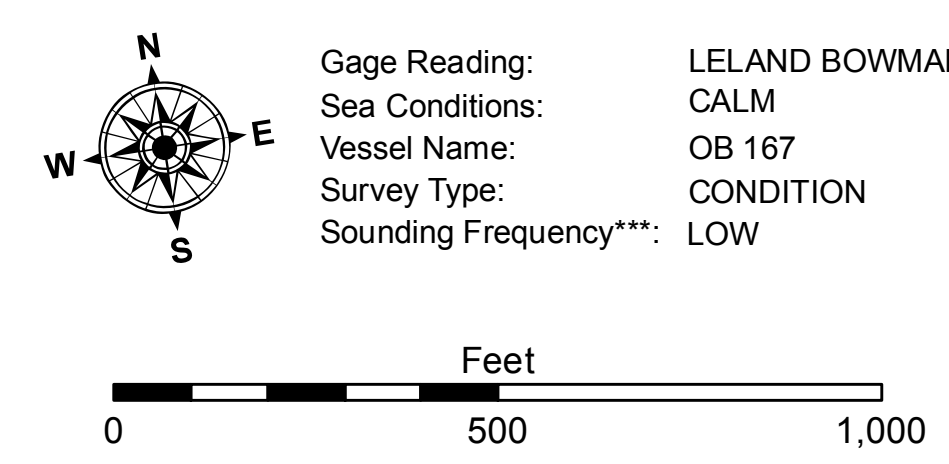 N
W E
S
Gage Reading: LELAND
Sea Conditions: CALM
Vessel Name: OB 167
Survey Type: CONDITION
Sounding Frequency***: LOW
Feet
0 500 1,000